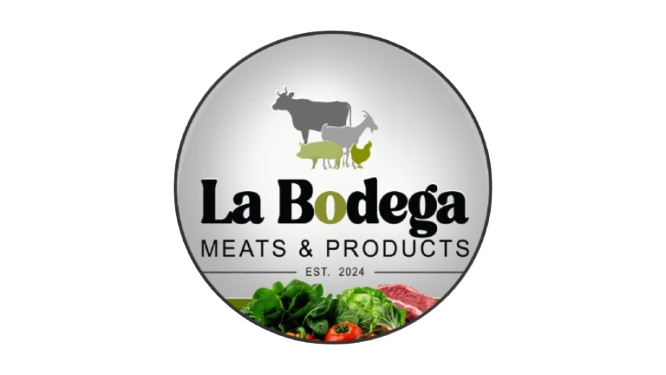 La Bodega
MEATS & PRODUCTS
EST. 2024